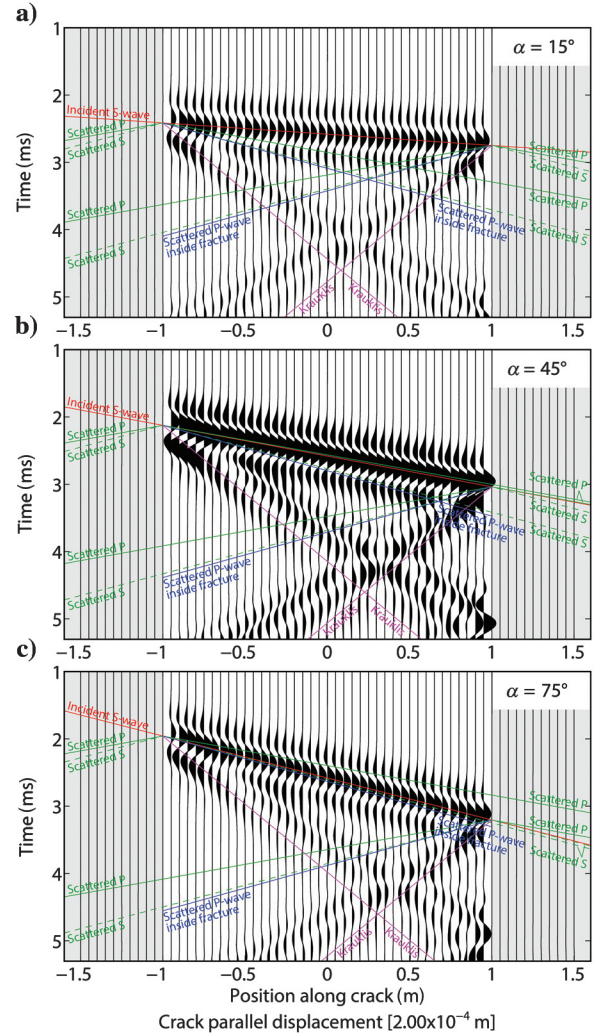 a)
1
α = 15°
2
Incident S-wave
Scattered P
Scattered S
3
Scattered P
Scattered S
Scattered P
Scattered P
Scattered S
Scattered P-wave
inside fracture
Scattered P-wave
inside fracture
4
Scattered S
5
Krauklis
Krauklis
Time (ms)
−1.5
−1
−0.5
0
0.5
1
1.5
b)
1
α = 45°
2
Incident S-wave
Scattered P
Scattered S
3
Scattered P
Scattered S
Scattered P
Scattered P-wave
inside fracture
4
Scattered P
Scattered S
Scattered P-wave
inside fracture
5
Krauklis
Krauklis
Time (ms)
−1.5
−1
−0.5
0
0.5
1
1.5
c)
1
α = 75°
2
Incident S-wave
Scattered P
Scattered S
3
Scattered P
Scattered P
Scattered S
Scattered P-wave
inside fracture
4
Scattered P
Scattered S
Scattered P-wave
inside fracture
5
Krauklis
Krauklis
Time (ms)
−1.5
−1
−0.5
0
0.5
1
1.5
Position along crack (m)
Crack parallel displacement [2.00x10⁻⁴ m]